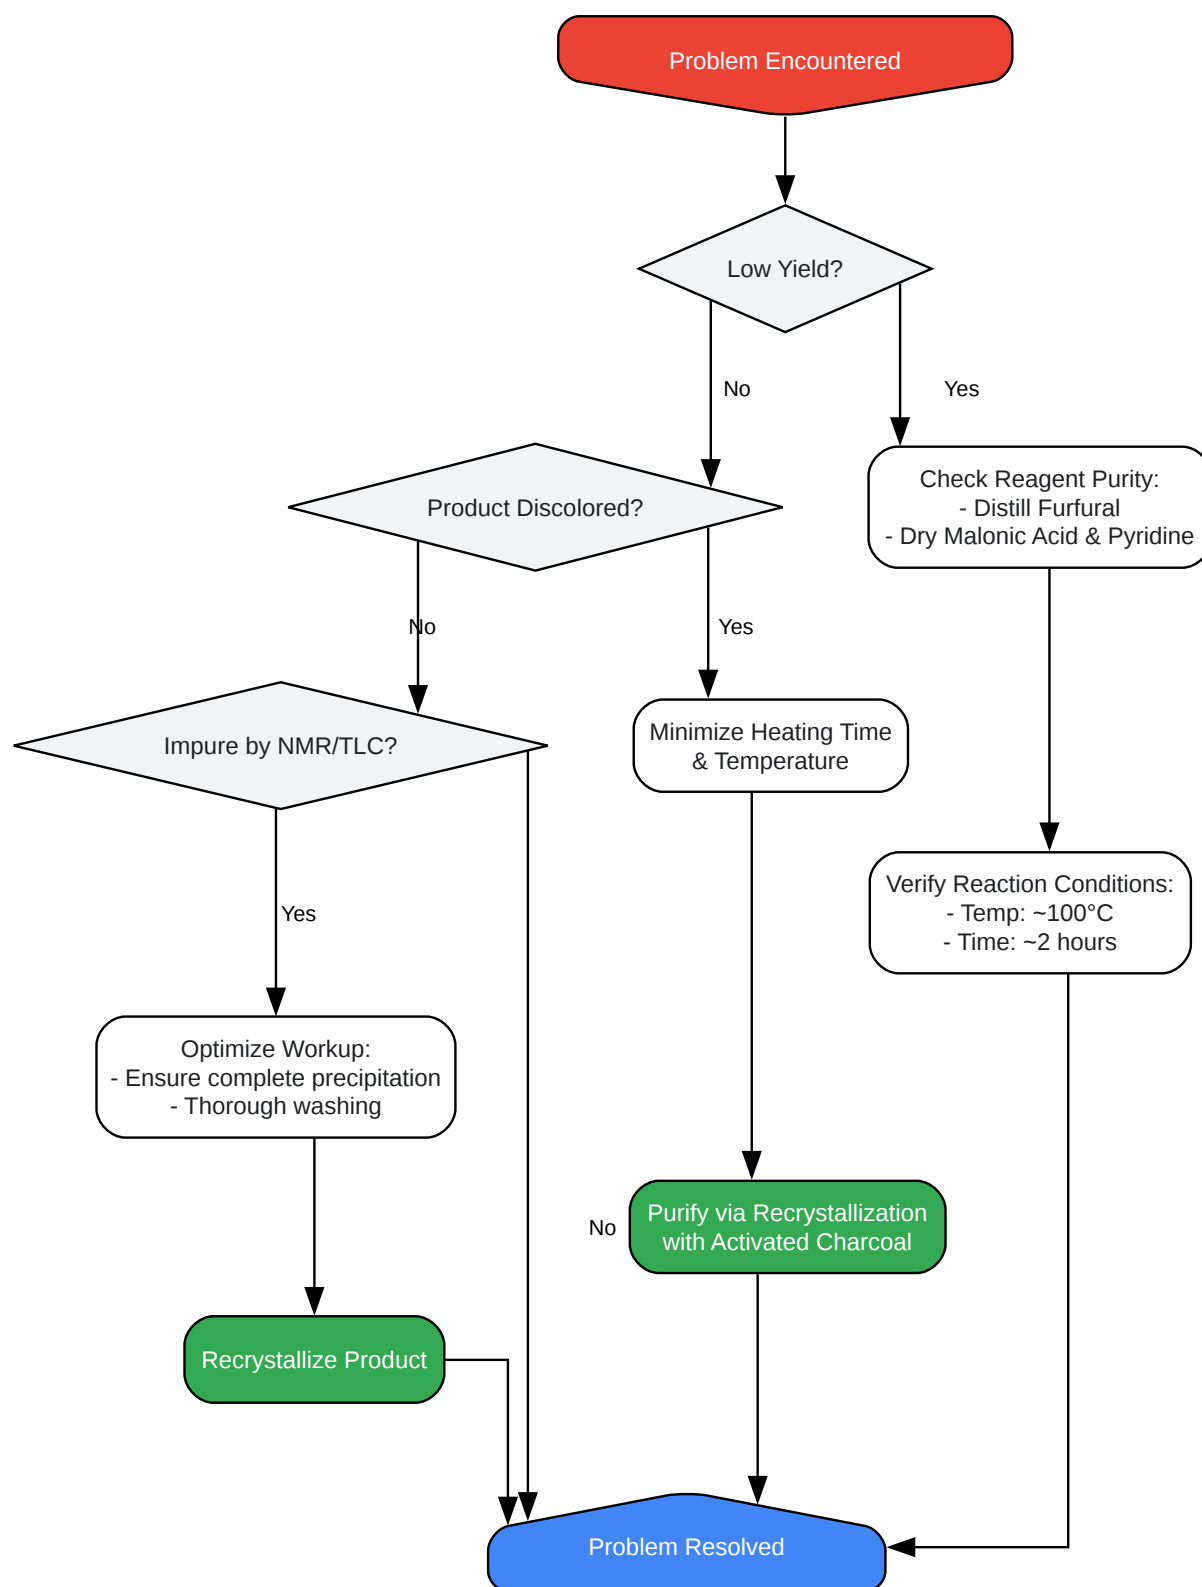 Problem Encountered
Low Yield?
No
Yes
Product Discolored?
Check Reagent Purity:
- Distill Furfural
- Dry Malonic Acid & Pyridine
No
Yes
Impure by NMR/TLC?
Minimize Heating Time
& Temperature
Verify Reaction Conditions:
- Temp: ~100°C
- Time: ~2 hours
Yes
Optimize Workup:
- Ensure complete precipitation
- Thorough washing
No
Purify via Recrystallization
with Activated Charcoal
Recrystallize Product
Problem Resolved